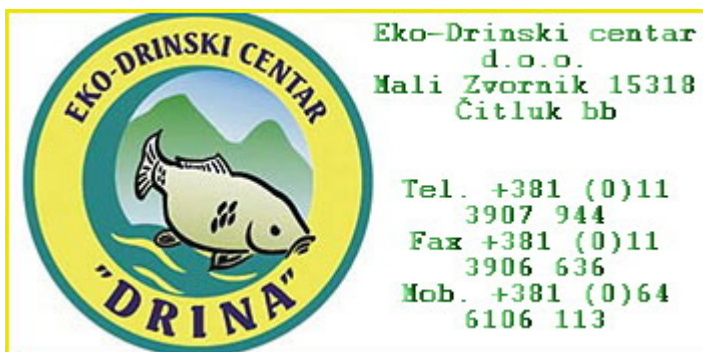 EKO-DRINSKI CENTAR
"DRINA"
Eko-Drinski centar
d.o.o.
Mali Zvornik 15318
Čitluk bb
Tel. +381 (0)11
3907 944
Fax +381 (0)11
3906 636
Mob. +381 (0)64
6106 113